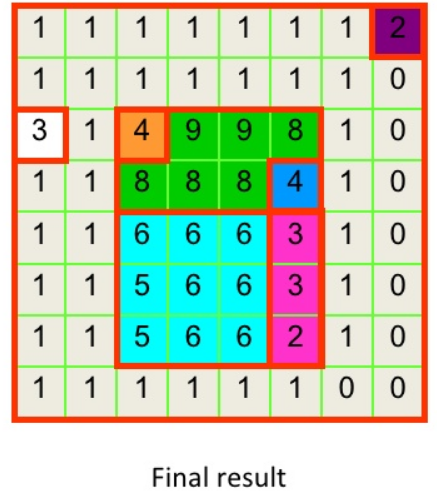 1 1 1 1 1 1 1 2
1 1 1 1 1 1 1 0
3 1 4 9 9 8 1 0
1 1 8 8 8 4 1 0
1 1 6 6 6 3 1 0
1 1 5 6 6 3 1 0
1 1 5 6 6 2 1 0
1 1 1 1 1 1 0 0
Final result